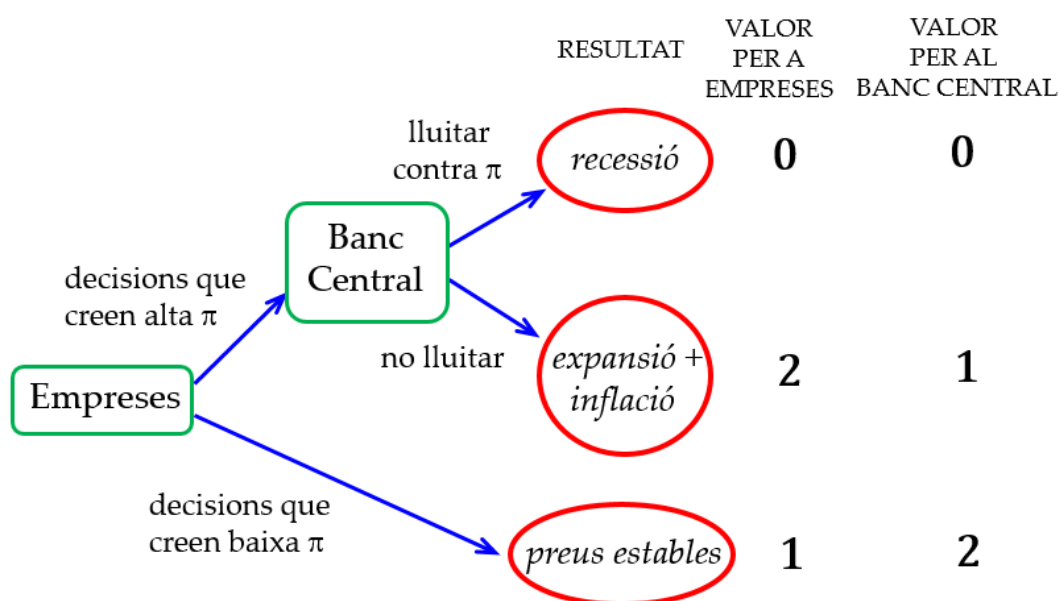 RESULTAT
VALOR
PER A
EMPRESES
VALOR
PER AL
BANC CENTRAL
lluitar
contra π
recessió
0
0
Banc
Central
decisions que
creen alta π
no lluitar
expansió +
inflació
2
1
Empreses
decisions que
creen baixa π
preus estables
1
2